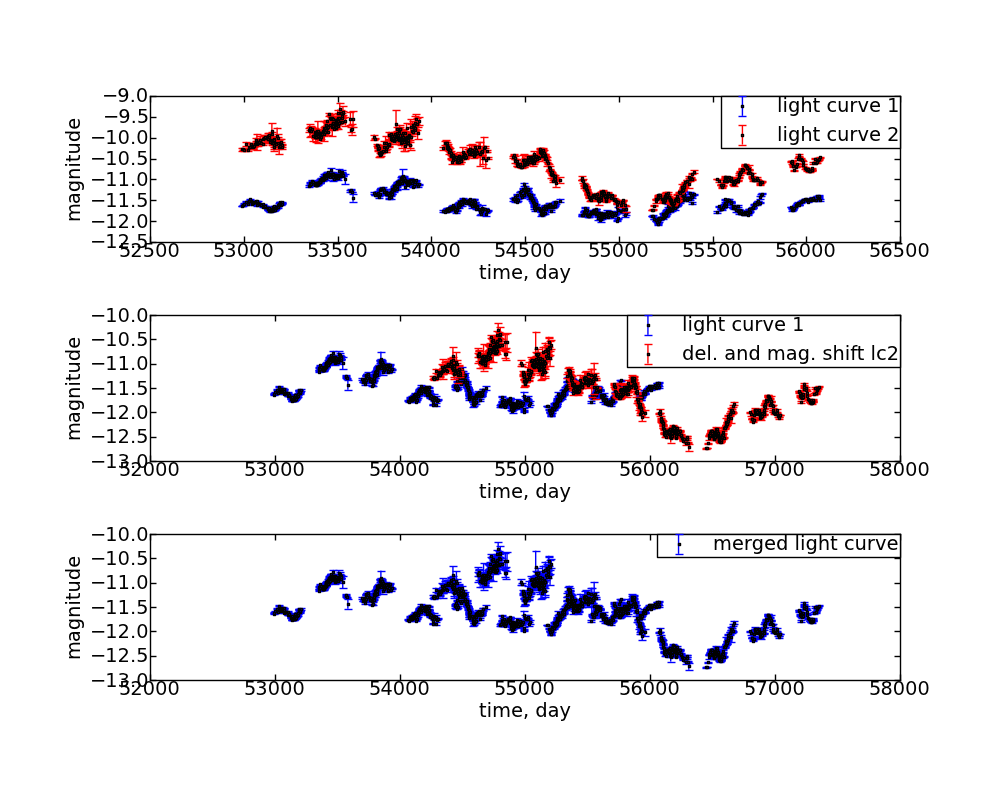 −9.0
−9.5
−10.0
−10.5
−11.0
−11.5
−12.0
−12.5
magnitude
light curve 1
light curve 2
52500 53000 53500 54000 54500 55000 55500 56000 56500
time, day
−10.0
−10.5
−11.0
−11.5
−12.0
−12.5
−13.0
magnitude
light curve 1
del. and mag. shift lc2
52000 53000 54000 55000 56000 57000 58000
time, day
−10.0
−10.5
−11.0
−11.5
−12.0
−12.5
−13.0
magnitude
merged light curve
52000 53000 54000 55000 56000 57000 58000
time, day